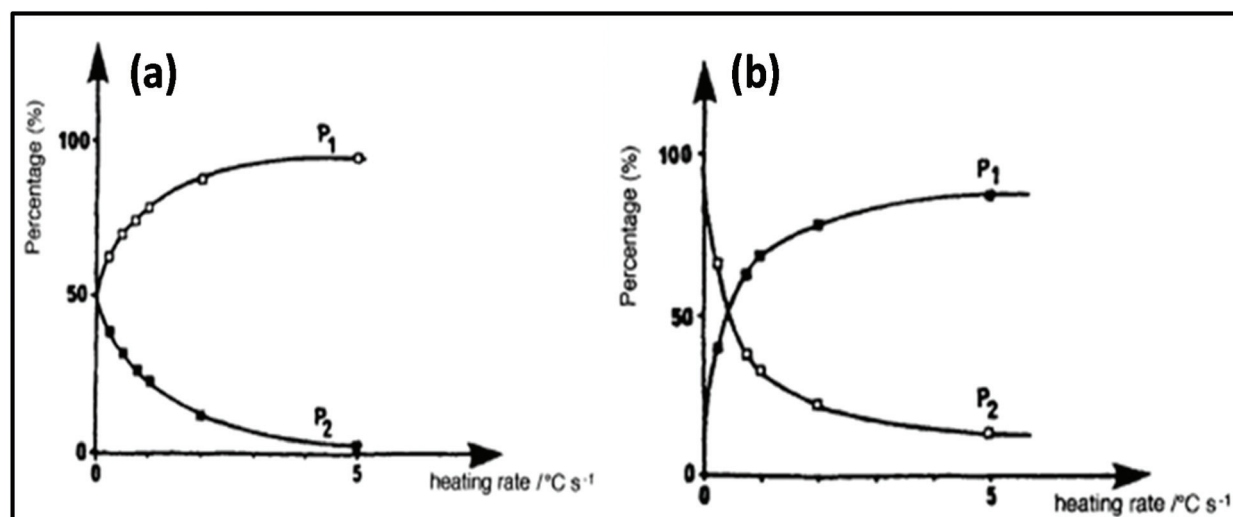 (a)
Percentage (%)
100
50
0
P1
P2
0
5
heating rate /°C s⁻¹
(b)
Percentage (%)
100
50
0
P1
P2
0
5
heating rate /°C s⁻¹